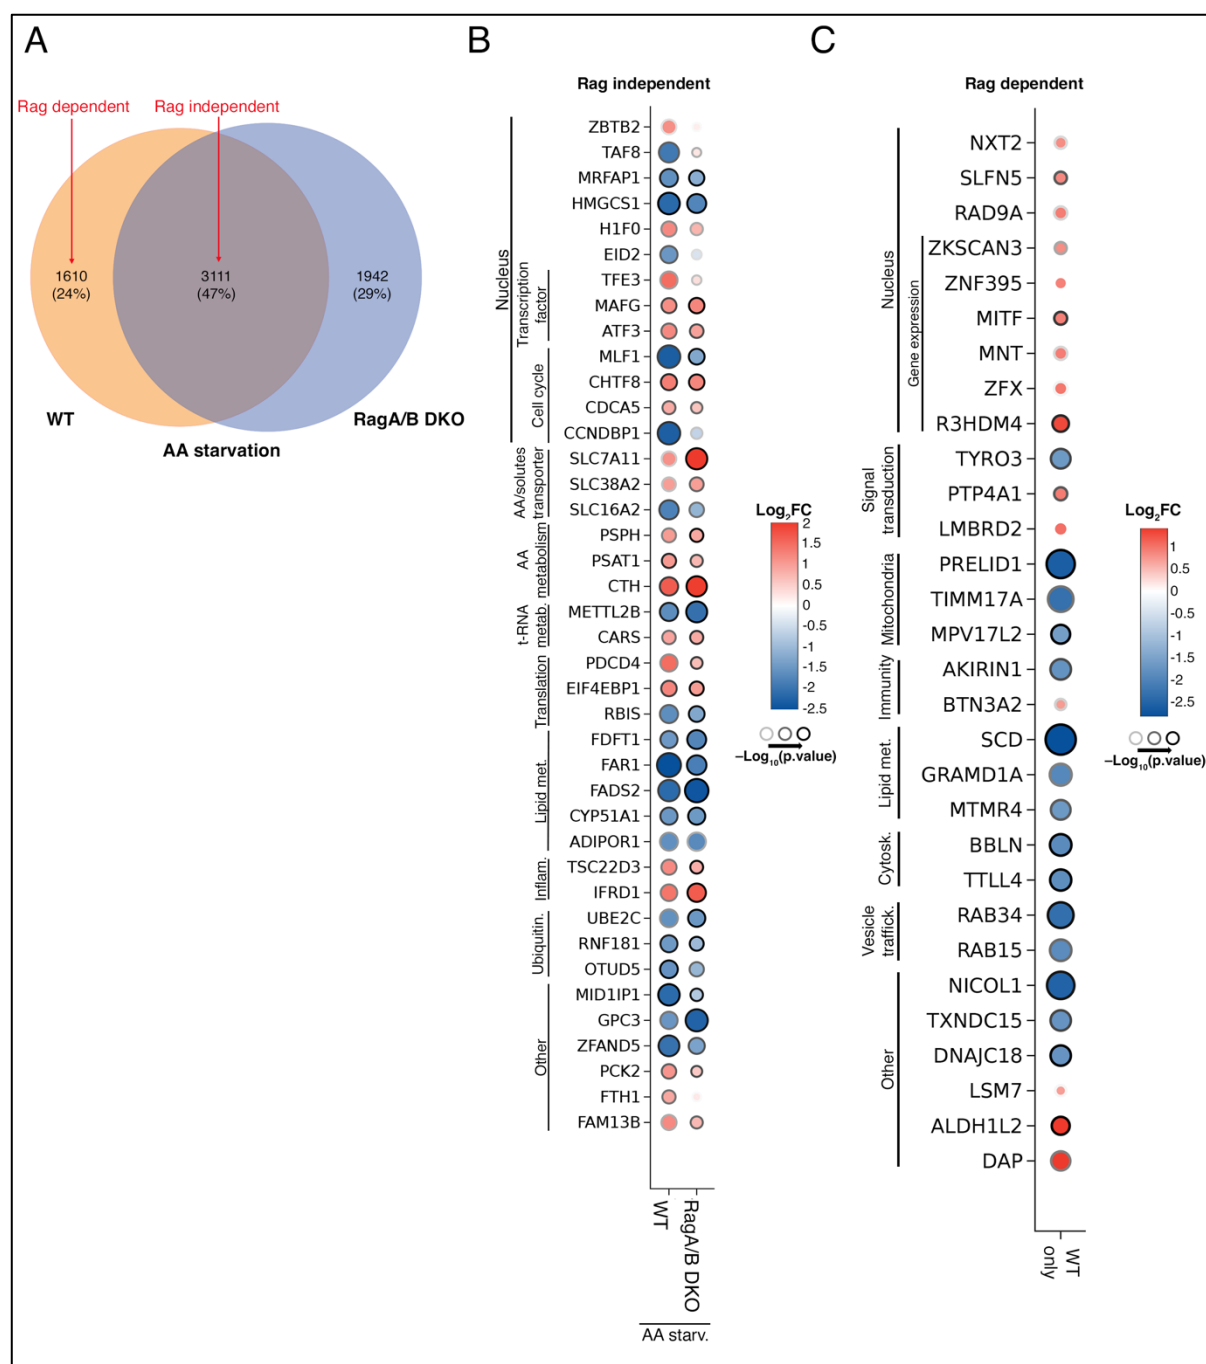 A
Rag dependent
Rag independent
1610
(24%)
3111
(47%)
1942
(29%)
WT
RagA/B DKO
AA starvation
B
Rag independent
Nucleus
Transcription
factor
Cell cycle
AA/solutes
transporter
AA
metabolism
t-RNA
metab.
Translation
Lipid met.
Inflam.
Ubiquitin.
Other
ZBTB2
TAF8
MRFAP1
HMGCS1
H1F0
EID2
TFE3
MAFG
ATF3
MLF1
CHTF8
CDCA5
CCNDBP1
SLC7A11
SLC38A2
SLC16A2
PSPH
PSAT1
CTH
METTL2B
CARS
PDCD4
EIF4EBP1
RBIS
FDFT1
FAR1
FADS2
CYP51A1
ADIPOR1
TSC22D3
IFRD1
UBE2C
RNF181
OTUD5
MID1IP1
GPC3
ZFAND5
PCK2
FTH1
FAM13B
WT
RagA/B DKO
AA starv.
Log₂FC
2
1.5
1
0.5
0
-0.5
-1
-1.5
-2
-2.5
–Log₁₀(p.value)
C
Rag dependent
Nucleus
Gene expression
Signal
transduction
Mitochondria
Immunity
Lipid met.
Cytosk.
Vesicle
traffick.
Other
NXT2
SLFN5
RAD9A
ZKSCAN3
ZNF395
MITF
MNT
ZFX
R3HDM4
TYRO3
PTP4A1
LMBRD2
PRELID1
TIMM17A
MPV17L2
AKIRIN1
BTN3A2
SCD
GRAMD1A
MTMR4
BBLN
TTLL4
RAB34
RAB15
NICOL1
TXNDC15
DNAJC18
LSM7
ALDH1L2
DAP
WT
only
Log₂FC
1
0.5
0
-0.5
-1
-1.5
-2
-2.5
–Log₁₀(p.value)